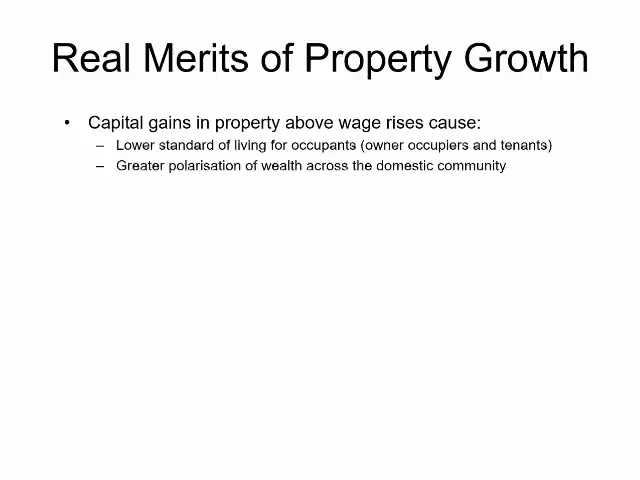 Real Merits of Property Growth
• Capital gains in property above wage rises cause:
– Lower standard of living for occupants (owner occupiers and tenants)
– Greater polarisation of wealth across the domestic community